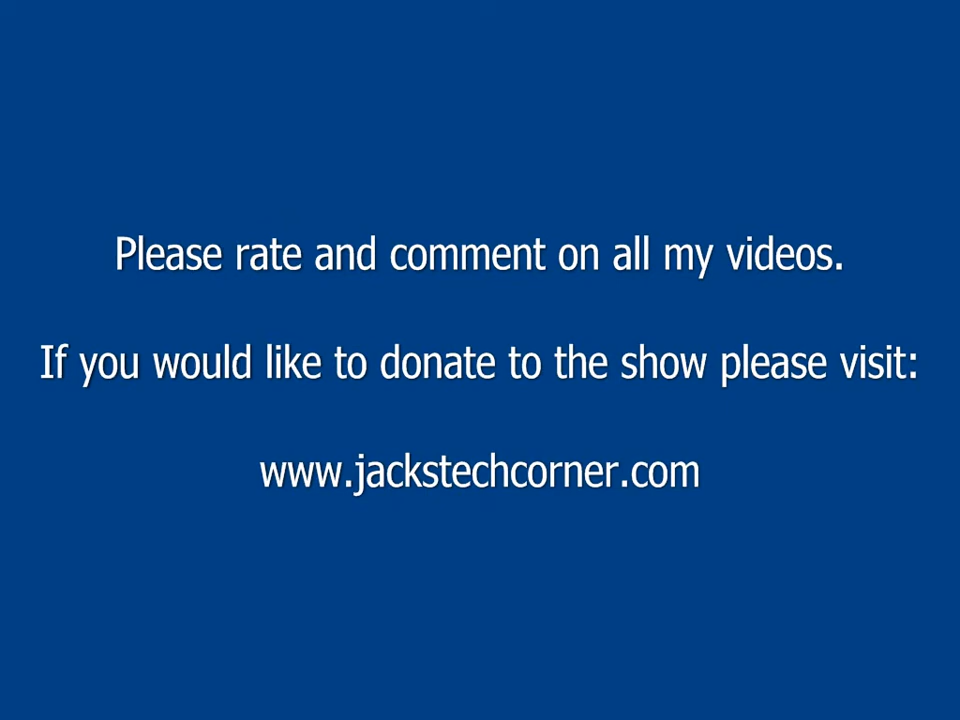 Please rate and comment on all my videos.
If you would like to donate to the show please visit:
www.jackstechcorner.com